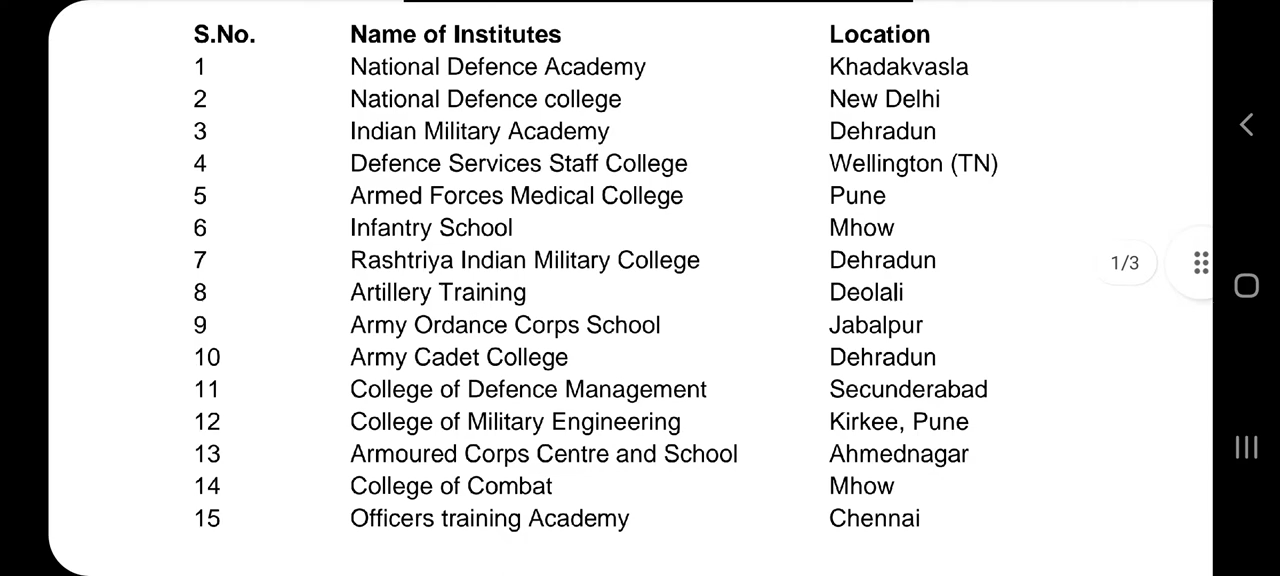 S.No. Name of Institutes Location
1 National Defence Academy Khadakvasla
2 National Defence college New Delhi
3 Indian Military Academy Dehradun
4 Defence Services Staff College Wellington (TN)
5 Armed Forces Medical College Pune
6 Infantry School Mhow
7 Rashtriya Indian Military College Dehradun
1/3
8 Artillery Training Deolali
9 Army Ordance Corps School Jabalpur
10 Army Cadet College Dehradun
11 College of Defence Management Secunderabad
12 College of Military Engineering Kirkee, Pune
13 Armoured Corps Centre and School Ahmednagar
14 College of Combat Mhow
15 Officers training Academy Chennai